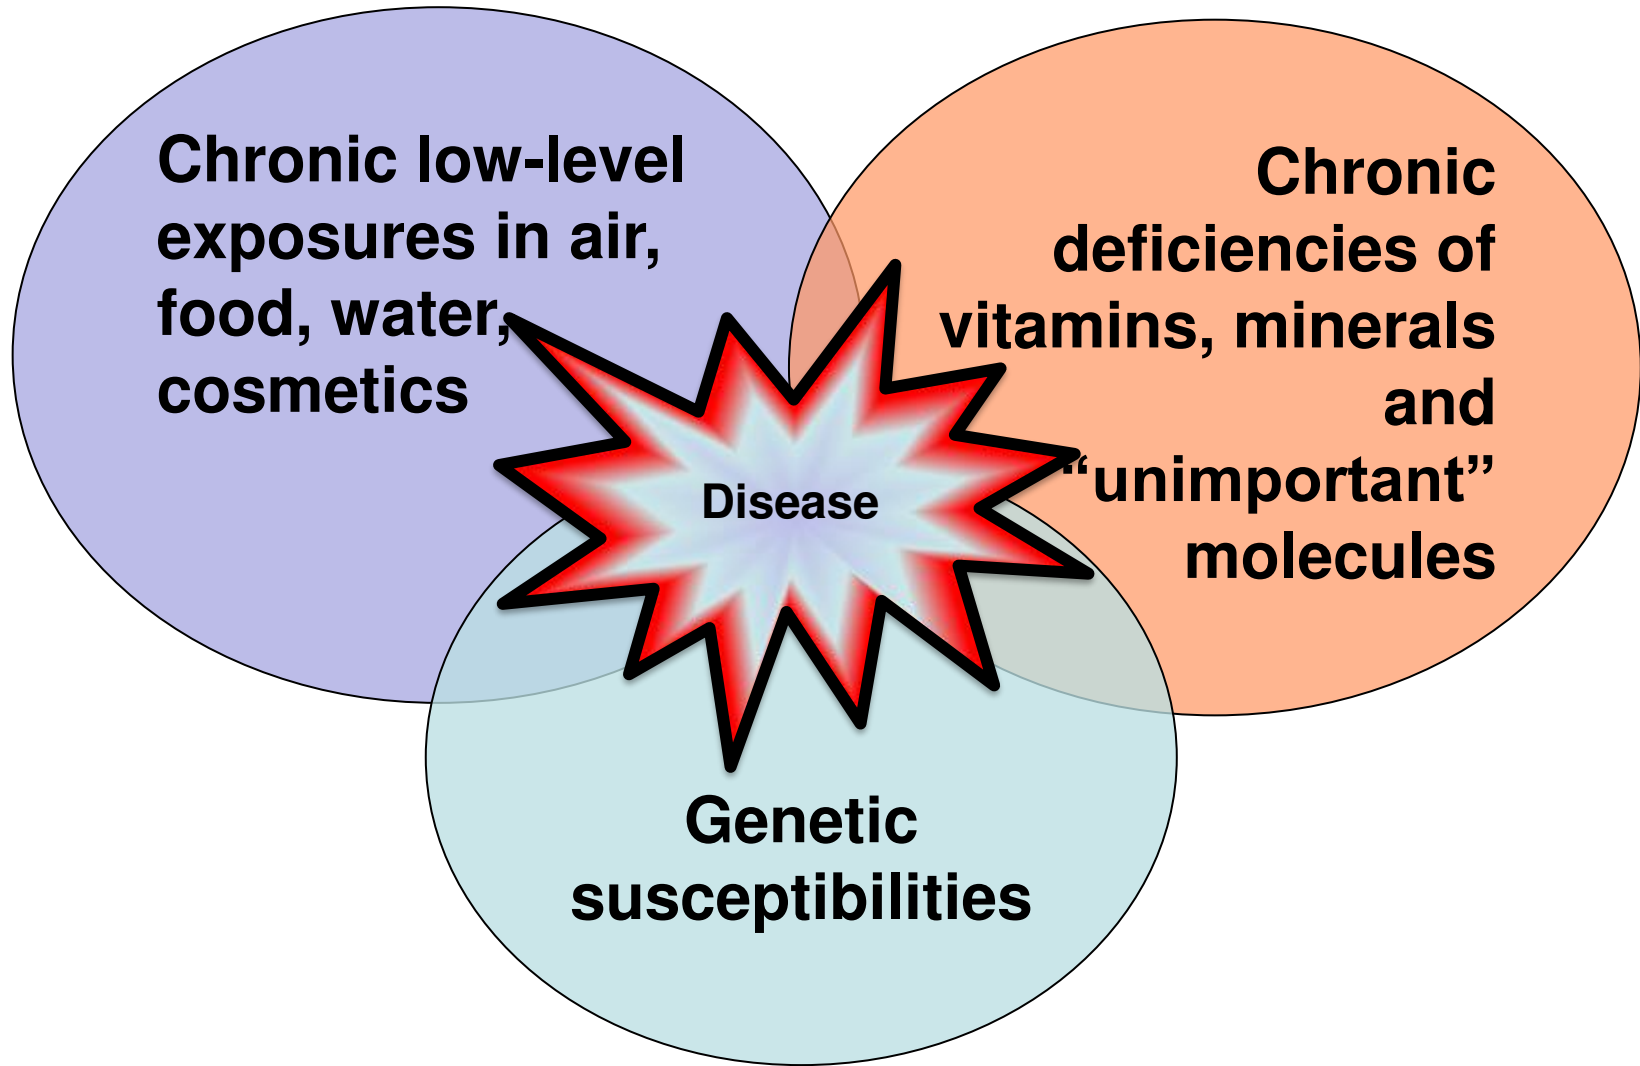 Chronic low-level
exposures in air,
food, water,
cosmetics
Chronic
deficiencies of
vitamins, minerals
and
“unimportant”
molecules
Disease
Genetic
susceptibilities